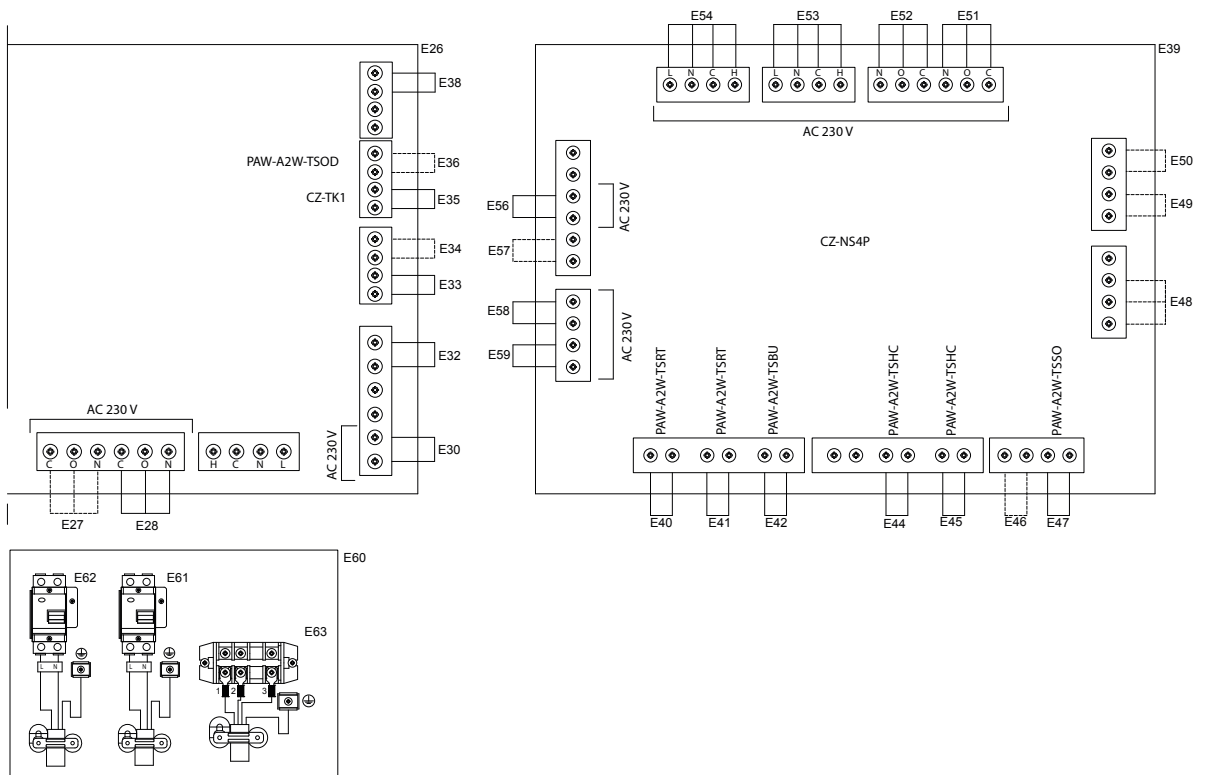 E54
E53
E52
E51
E26
E39
L N C H
L N C H
N O C N O C
E38
AC 230 V
PAW-A2W-TSOD
E36
CZ-TK1
E35
E50
E49
E56
AC 230 V
E57
CZ-NS4P
E34
E33
E48
E58
E59
AC 230 V
E32
PAW-A2W-TSRT
PAW-A2W-TSRT
PAW-A2W-TSBU
PAW-A2W-TSHC
PAW-A2W-TSHC
PAW-A2W-TSSO
AC 230 V
C O N C O N
H C N L
AC 230 V
E30
E27
E28
E40
E41
E42
E44
E45
E46
E47
E60
E62
E61
E63
L N
L N
1 2 3